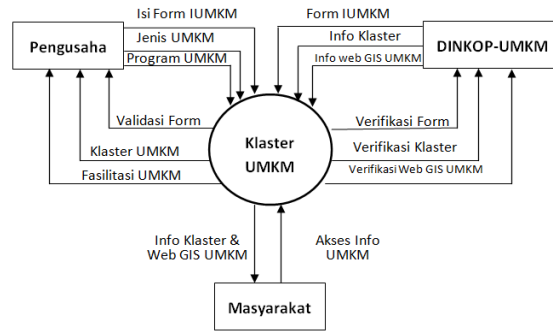 Isi Form IUMKM
Form IUMKM
Pengusaha
Jenis UMKM
Info Klaster
DINKOP-UMKM
Program UMKM
Info web GIS UMKM
Validasi Form
Verifikasi Form
Klaster
UMKM
Klaster UMKM
Verifikasi Klaster
Fasilitasi UMKM
Verifikasi Web GIS UMKM
Info Klaster &
Web GIS UMKM
Akses Info
UMKM
Masyarakat